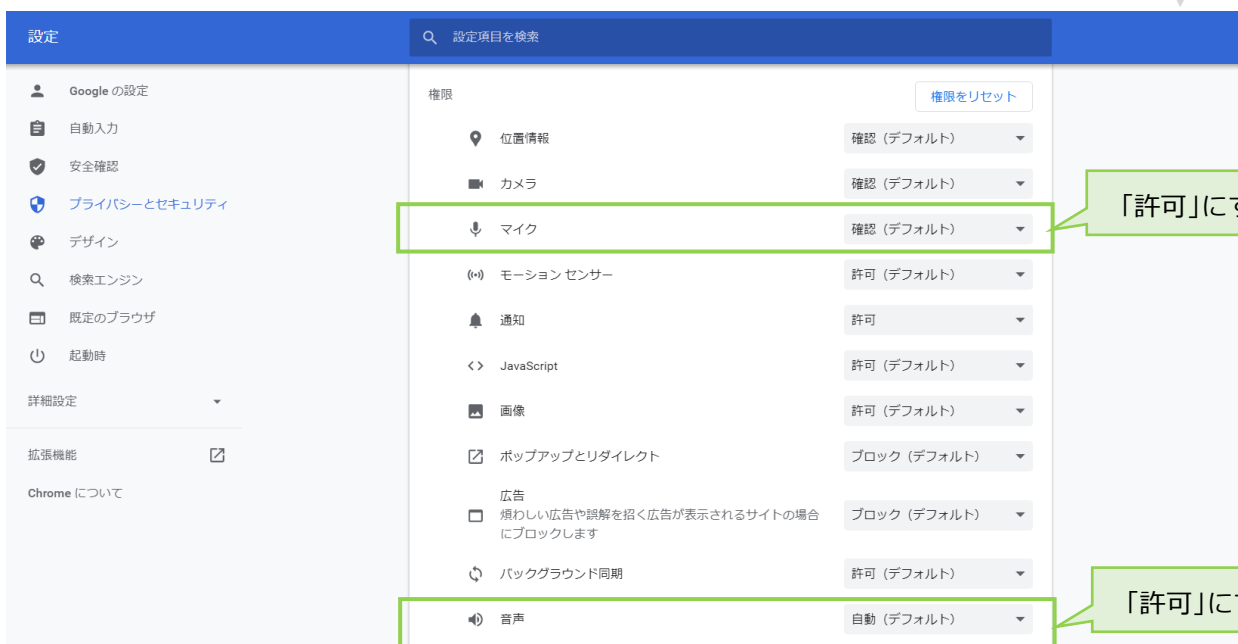 設定
設定項目を検索
Google の設定
自動入力
安全確認
プライバシーとセキュリティ
デザイン
検索エンジン
既定のブラウザ
起動時
詳細設定
拡張機能
Chrome について
権限
権限をリセット
位置情報 確認（デフォルト）
カメラ 確認（デフォルト）
マイク 確認（デフォルト）
「許可」にす
モーション センサー 許可（デフォルト）
通知 許可
JavaScript 許可（デフォルト）
画像 許可（デフォルト）
ポップアップとリダイレクト ブロック（デフォルト）
広告
煩わしい広告や誤解を招く広告が表示されるサイトの場合 ブロック（デフォルト）
にブロックします
バックグラウンド同期 許可（デフォルト）
音声 自動（デフォルト）
「許可」に